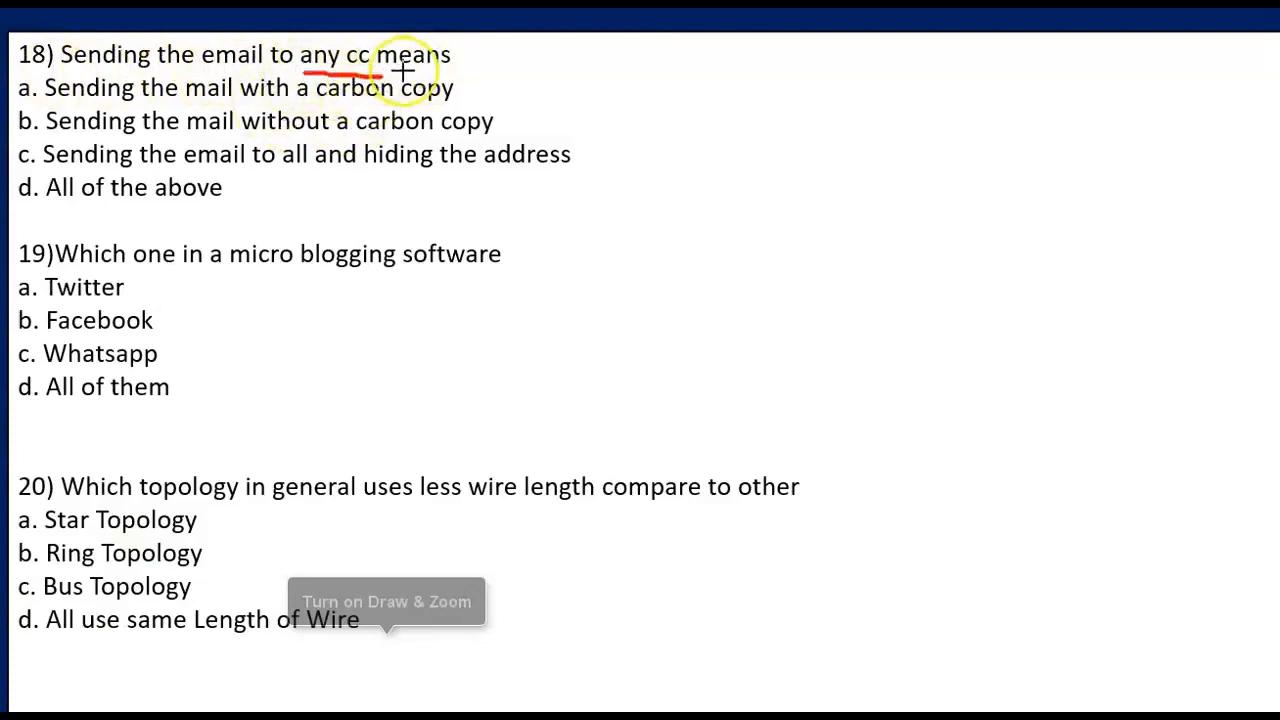 18) Sending the email to any cc means
a. Sending the mail with a carbon copy
b. Sending the mail without a carbon copy
c. Sending the email to all and hiding the address
d. All of the above
19)Which one in a micro blogging software
a. Twitter
b. Facebook
c. Whatsapp
d. All of them
20) Which topology in general uses less wire length compare to other
a. Star Topology
b. Ring Topology
c. Bus Topology
Turn on Draw & Zoom
d. All use same Length of Wire